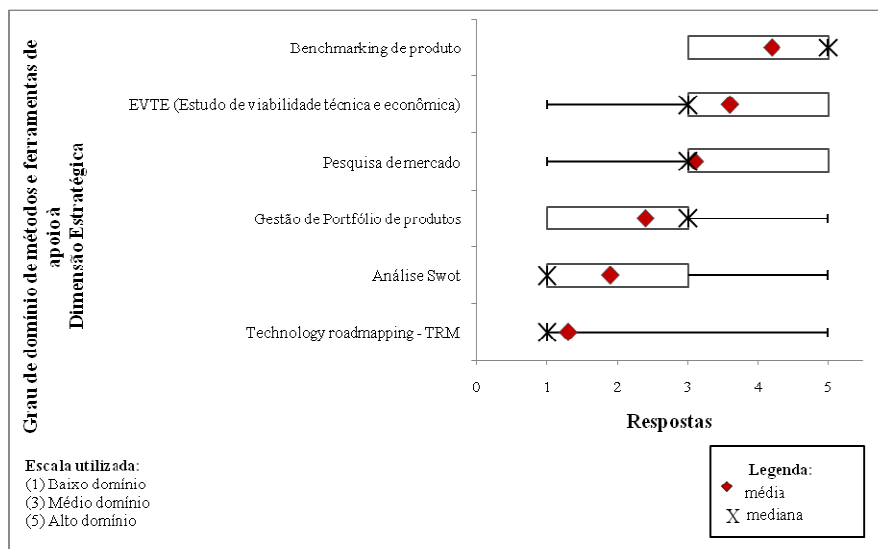 Grau de domínio de métodos e ferramentas de
apoio à
Dimensão Estratégica
Benchmarking de produto
EVTE (Estudo de viabilidade técnica e econômica)
Pesquisa de mercado
Gestão de Portfólio de produtos
Análise Swot
Technology roadmapping - TRM
0 1 2 3 4 5
Respostas
Escala utilizada:
(1) Baixo domínio
(3) Médio domínio
(5) Alto domínio
Legenda:
média
X mediana